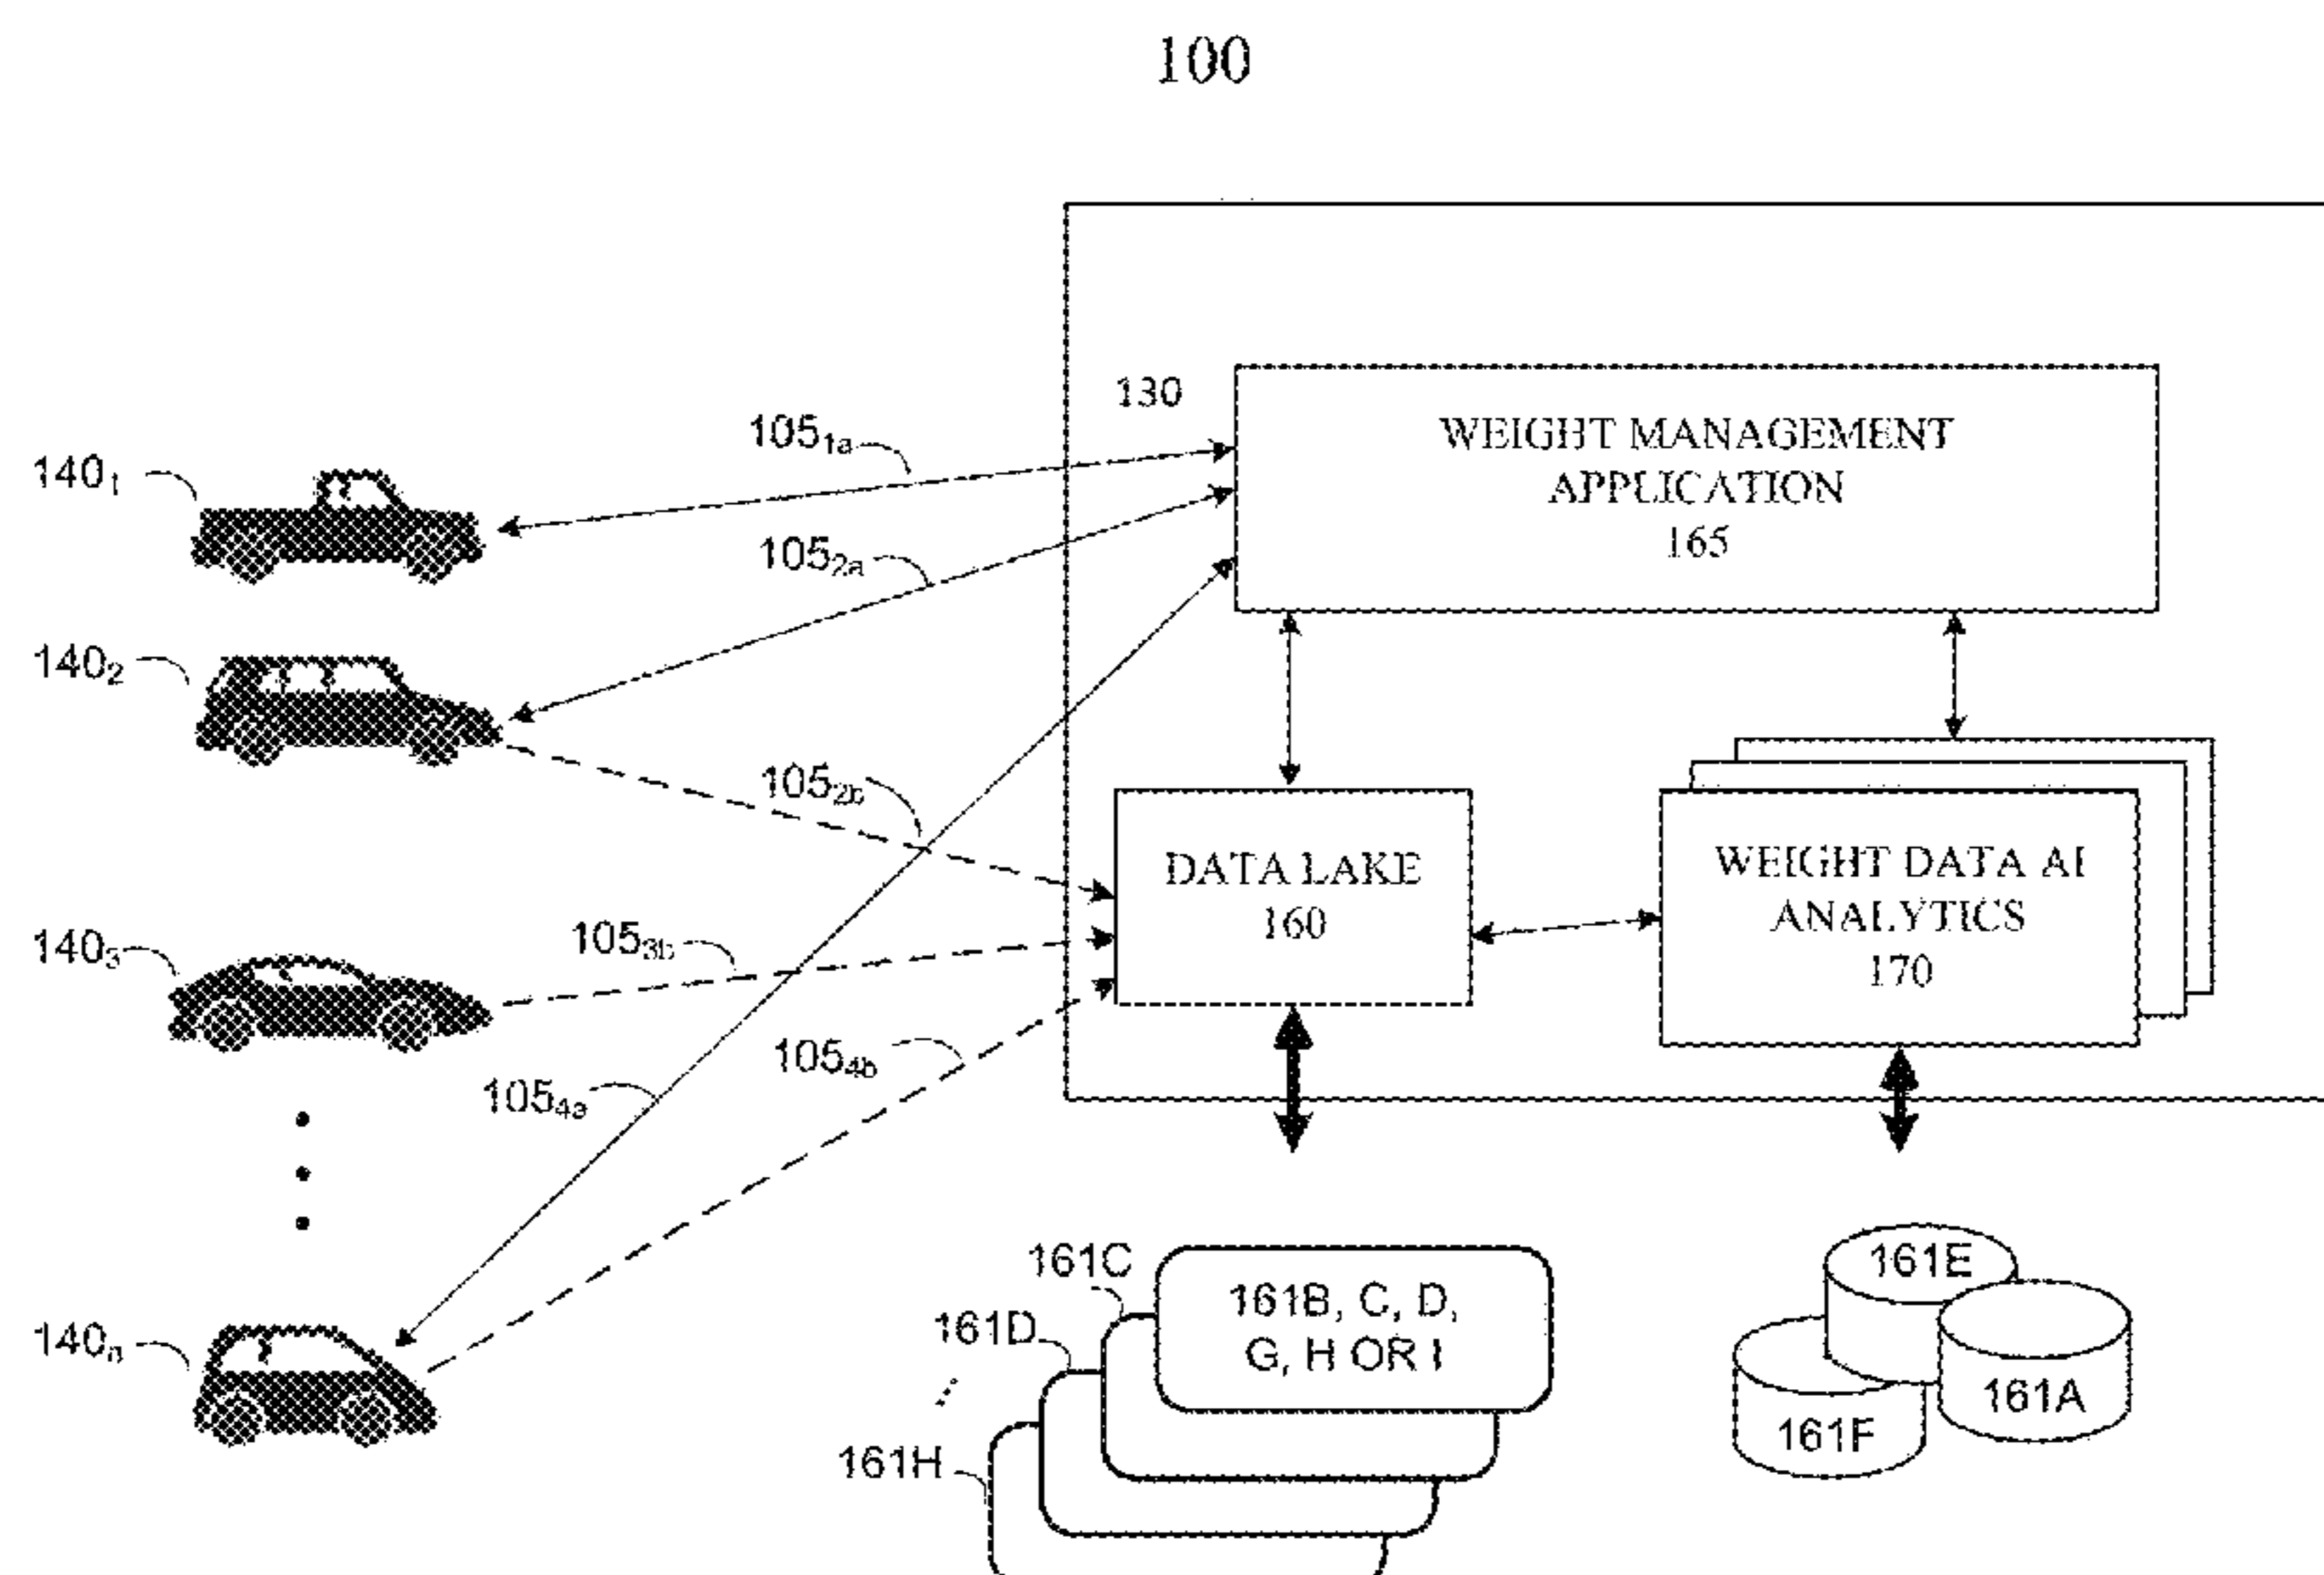 100
130
WEIGHT MANAGEMENT
APPLICATION
165
105₁ₐ
140₁
105₂ₐ
140₂
105₂b
DATA LAKE
160
WEIGHT DATA AI
ANALYTICS
170
105₃b
140₃
105₄b
105₄ₐ
161C
161B, C, D,
G, H OR I
161E
161D
140ₙ
161A
161F
161H